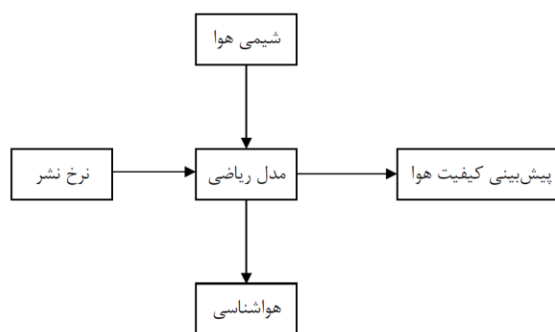 شیمی هوا
نرخ نشر
مدل ریاضی
پیش‌بینی کیفیت هوا
هواشناسی